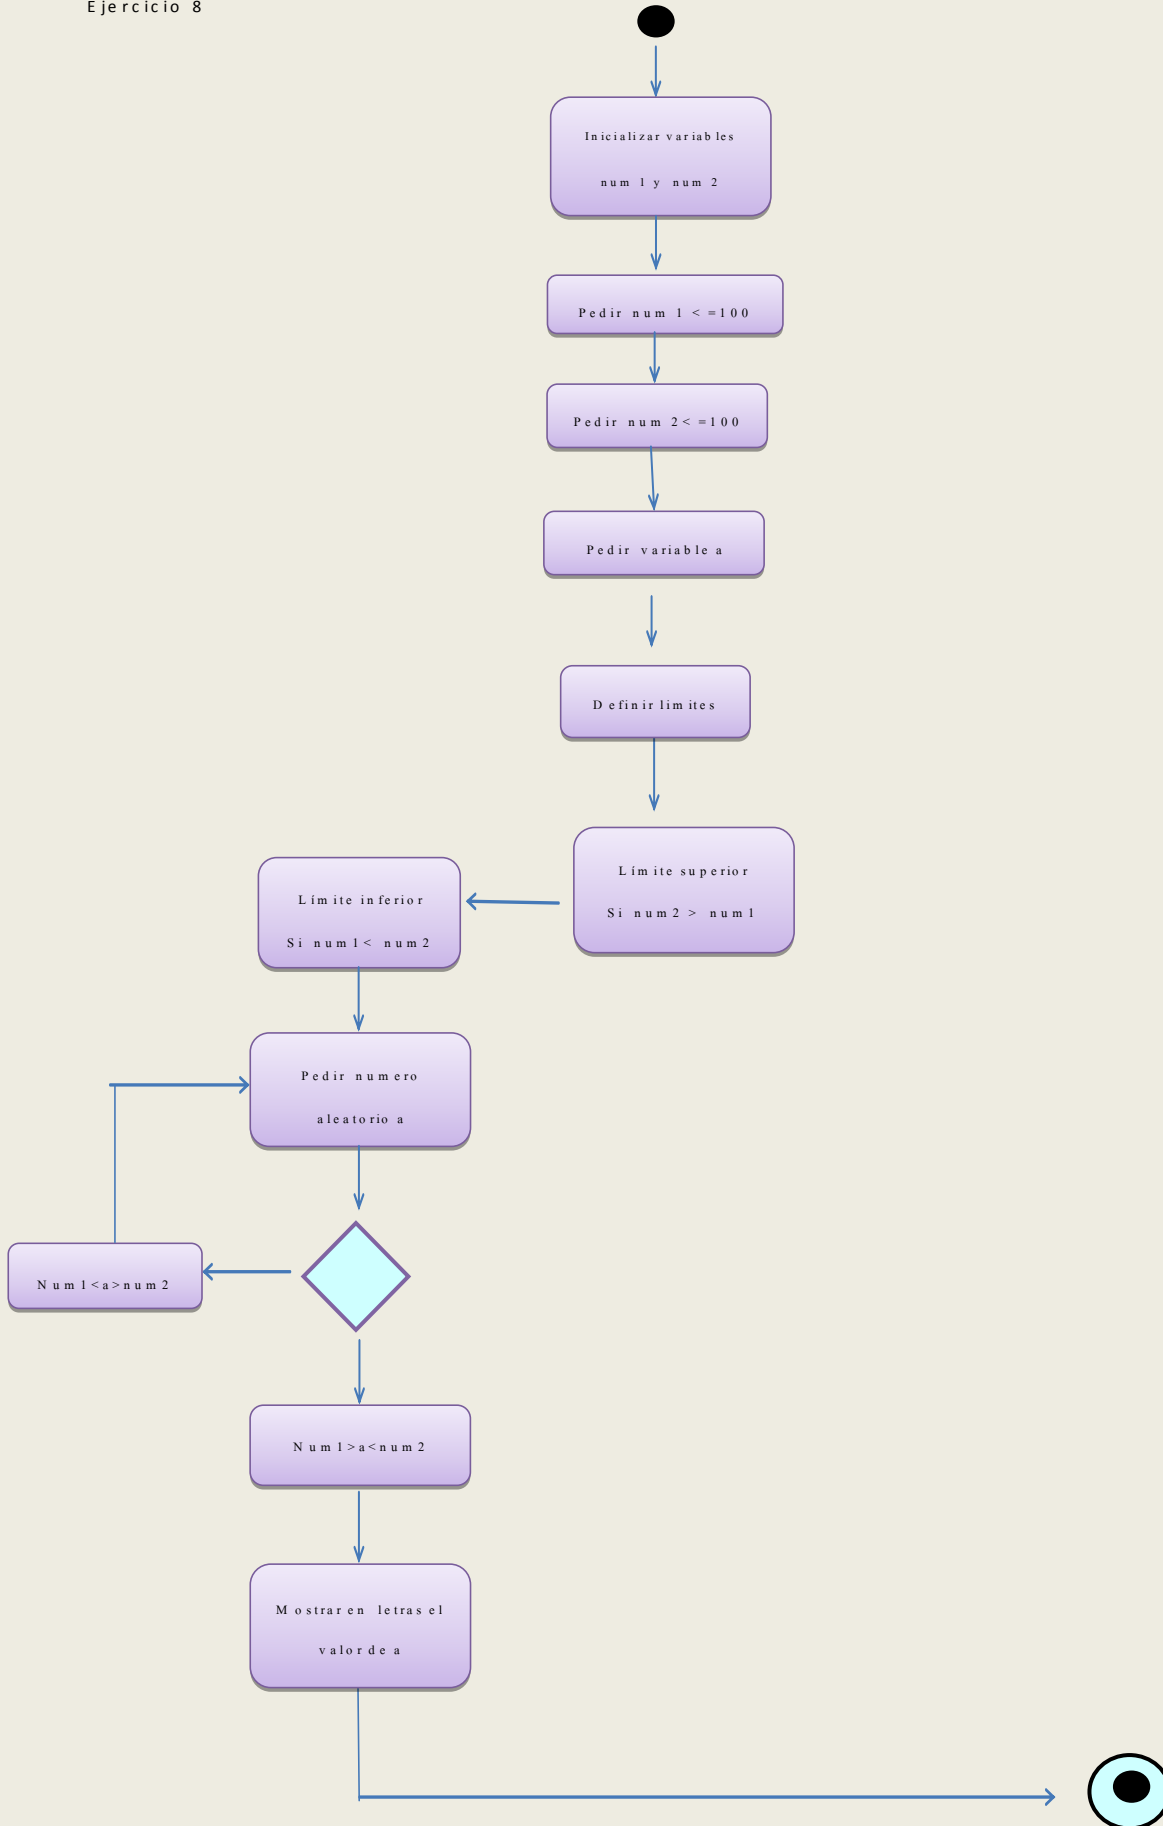 Ejercicio 8
Inicializar variables
num 1 y num 2
Pedir num 1 <=100
Pedir num 2<=100
Pedir variable a
Definir limites
Límite superior
Si num2 > num1
Límite inferior
Si num1< num2
Pedir numero
aleatorio a
Num1<a>num2
Num1>a<num2
Mostrar en letras el
valor de a